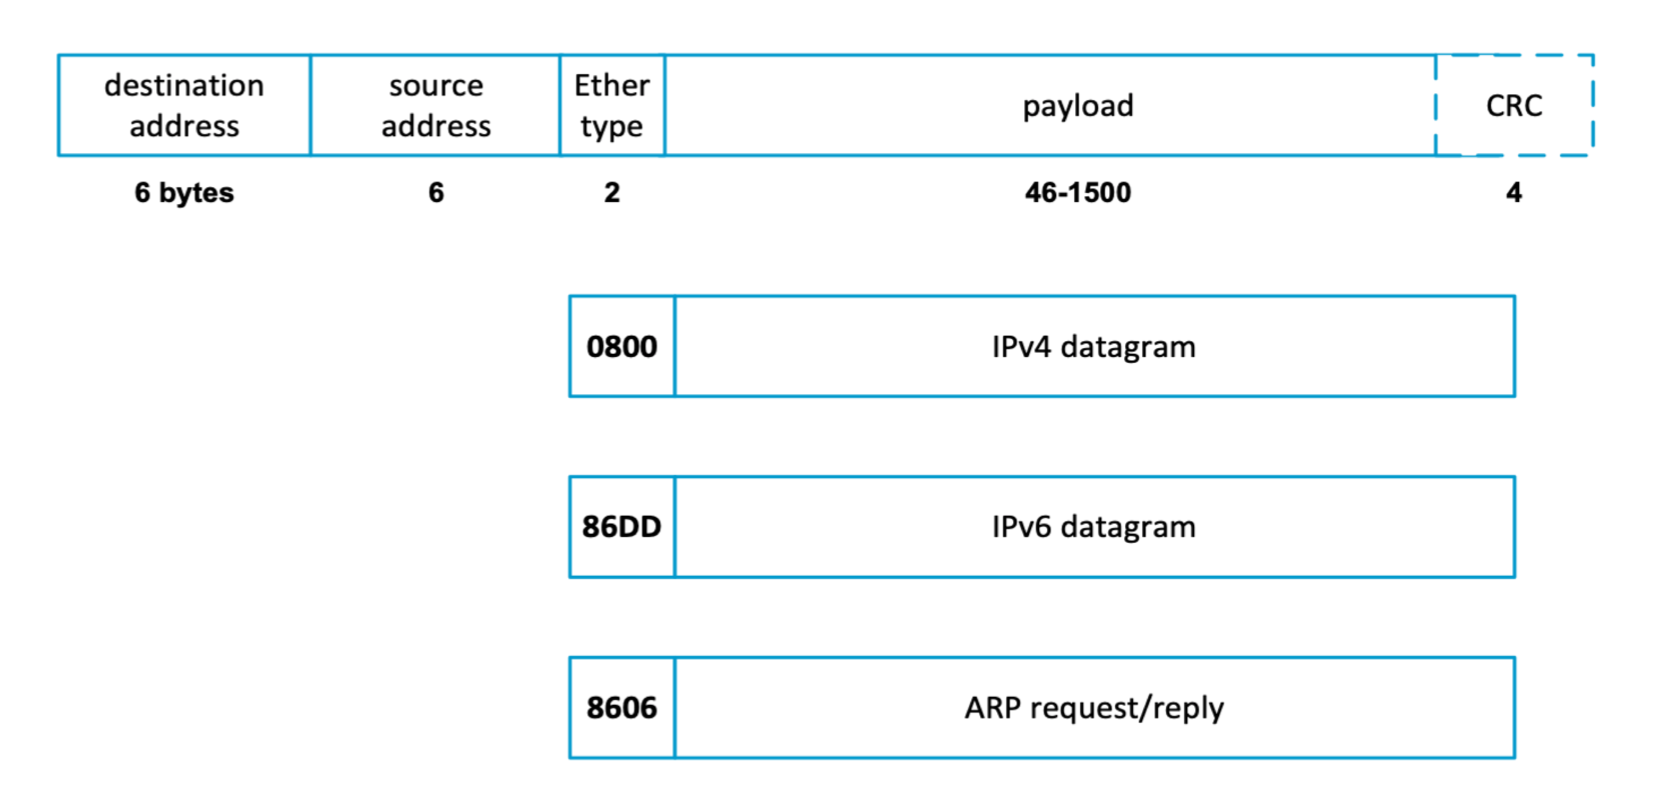 destination
address
source
address
Ether
type
payload
CRC
6 bytes
6
2
46-1500
4
0800
IPv4 datagram
86DD
IPv6 datagram
8606
ARP request/reply